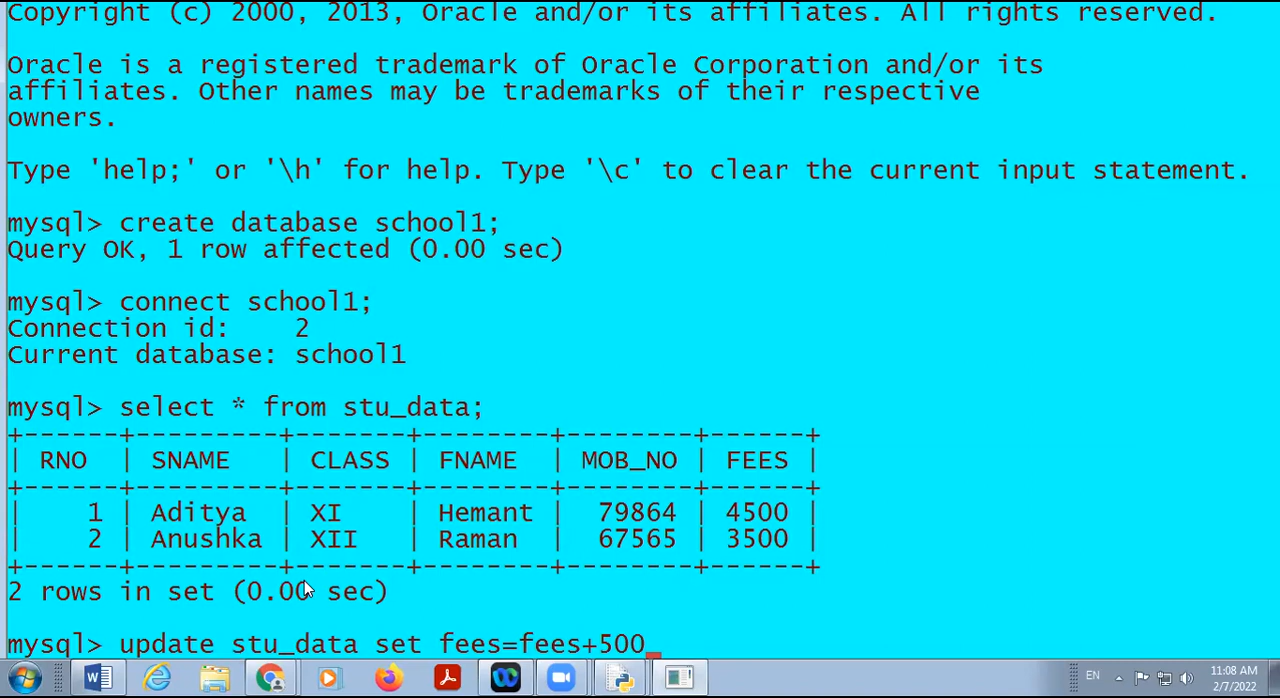 Copyright (c) 2000, 2013, Oracle and/or its affiliates. All rights reserved.
Oracle is a registered trademark of Oracle Corporation and/or its
affiliates. Other names may be trademarks of their respective
owners.
Type 'help;' or '\h' for help. Type '\c' to clear the current input statement.
mysql> create database school1;
Query OK, 1 row affected (0.00 sec)
mysql> connect school1;
Connection id:    2
Current database: school1
mysql> select * from stu_data;
+------+---------+-------+--------+--------+------+
| RNO  | SNAME   | CLASS | FNAME  | MOB_NO | FEES |
+------+---------+-------+--------+--------+------+
|    1 | Aditya  | XI    | Hemant |  79864 | 4500 |
|    2 | Anushka | XII   | Raman  |  67565 | 3500 |
+------+---------+-------+--------+--------+------+
2 rows in set (0.00 sec)
mysql> update stu_data set fees=fees+500_
EN
11:08 AM
2/7/2022